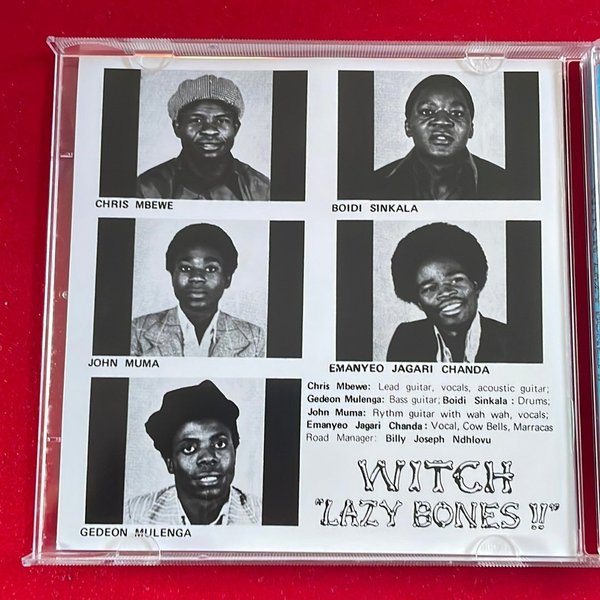 CHRIS MBEWE
BOIDI SINKALA
JOHN MUMA
EMANYEO JAGARI CHANDA
Chris Mbewe: Lead guitar, vocals, acoustic guitar;
Gedeon Mulenga: Bass guitar; Boidi Sinkala : Drums;
John Muma: Rythm guitar with wah wah, vocals;
Emanyeo Jagari Chanda : Vocal, Cow Bells, Marracas
Road Manager: Billy Joseph Ndhlovu
GEDEON MULENGA
WITCH
"LAZY BONES !!"